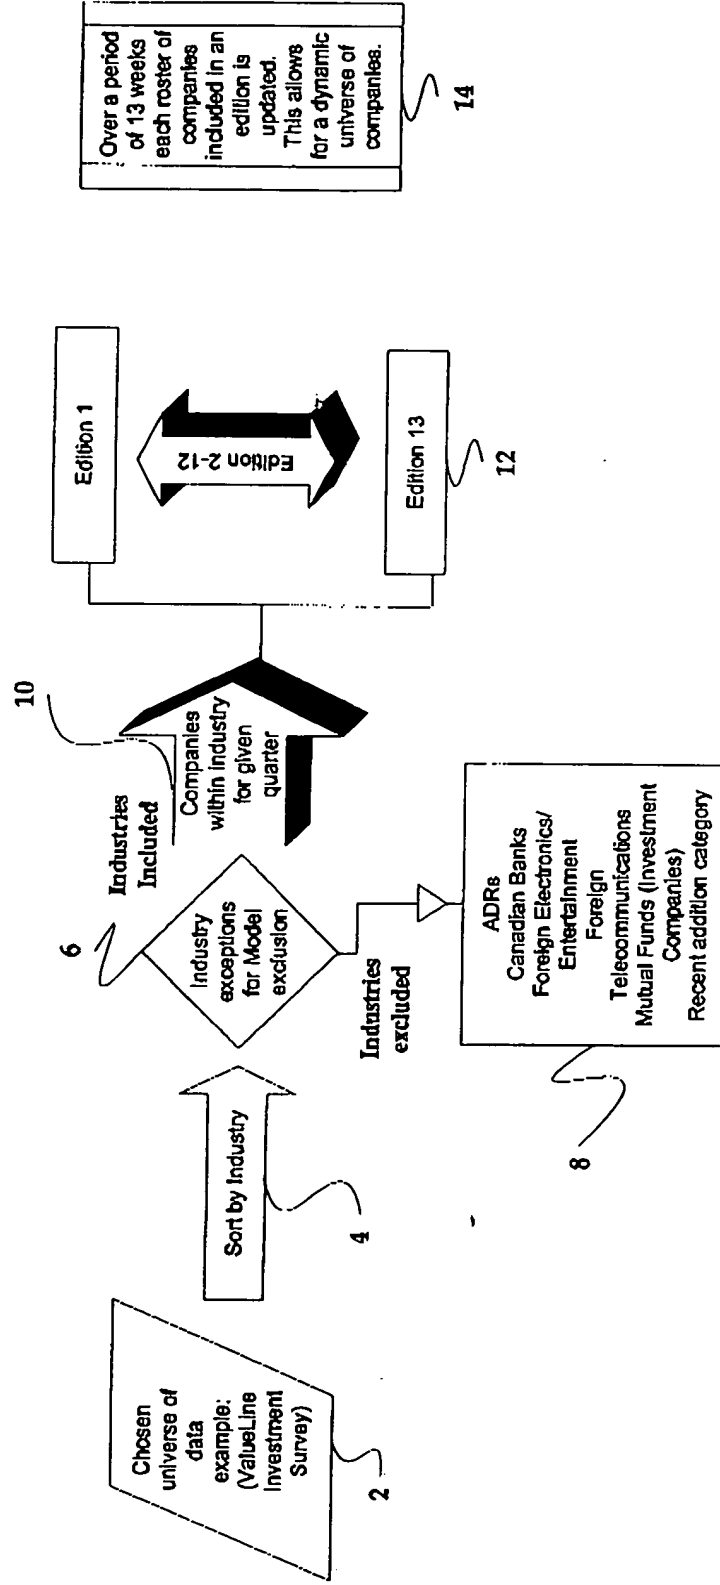 Chosen
universe of
data
example:
(ValueLine
Investment
Survey)
2
Sort by Industry
4
6
Industry
exceptions
for Model
exclusion
Industries
excluded
ADRs
Canadian Banks
Foreign Electronics/
Entertainment
Foreign
Telecommunications
Mutual Funds (Investment
Companies)
Recent addition category
8
Industries
Included
10
Companies
within industry
for given
quarter
Edition 1
Edition 2-12
Edition 13
12
Over a period
of 13 weeks
each roster of
companies
included in an
edition is
updated.
This allows
for a dynamic
universe of
companies.
14